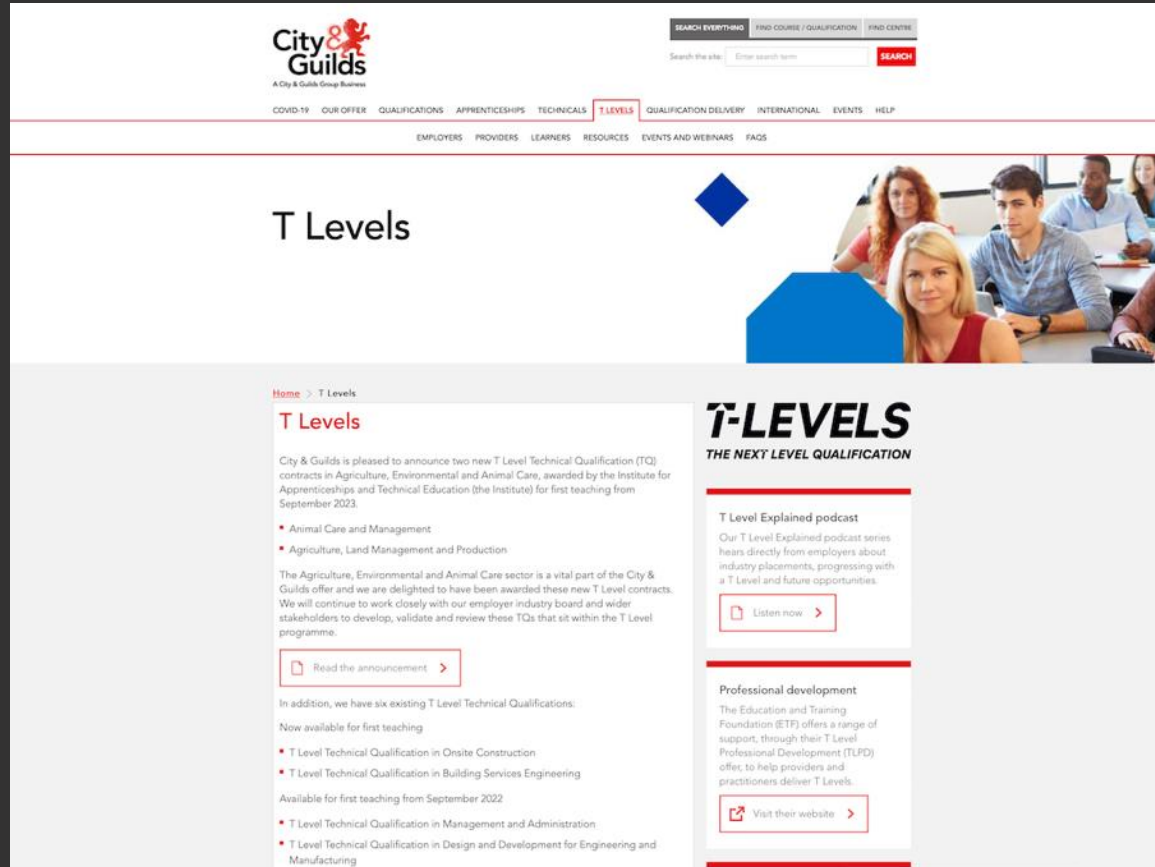 City&
Guilds
A City & Guilds Group Business
SEARCH EVERYTHING FIND COURSE / QUALIFICATION FIND CENTRE
Search the site: Enter search term SEARCH
COVID-19 OUR OFFER QUALIFICATIONS APPRENTICESHIPS TECHNICALS T LEVELS QUALIFICATION DELIVERY INTERNATIONAL EVENTS HELP
EMPLOYERS PROVIDERS LEARNERS RESOURCES EVENTS AND WEBINARS FAQS
T Levels
Home > T Levels
T Levels
City & Guilds is pleased to announce two new T Level Technical Qualification (TQ)
contracts in Agriculture, Environmental and Animal Care, awarded by the Institute for
Apprenticeships and Technical Education (the Institute) for first teaching from
September 2023.
Animal Care and Management
Agriculture, Land Management and Production
The Agriculture, Environmental and Animal Care sector is a vital part of the City &
Guilds offer and we are delighted to have been awarded these new T Level contracts.
We will continue to work closely with our employer industry board and wider
stakeholders to develop, validate and review these TQs that sit within the T Level
programme.
Read the announcement
In addition, we have six existing T Level Technical Qualifications:
Now available for first teaching
T Level Technical Qualification in Onsite Construction
T Level Technical Qualification in Building Services Engineering
Available for first teaching from September 2022
T Level Technical Qualification in Management and Administration
T Level Technical Qualification in Design and Development for Engineering and
Manufacturing
T-LEVELS
THE NEXT LEVEL QUALIFICATION
T Level Explained podcast
Our T Level Explained podcast series
hears directly from employers about
industry placements, progressing with
a T Level and future opportunities.
Listen now
Professional development
The Education and Training
Foundation (ETF) offers a range of
support, through their T Level
Professional Development (TLPD)
offer, to help providers and
practitioners deliver T Levels.
Visit their website